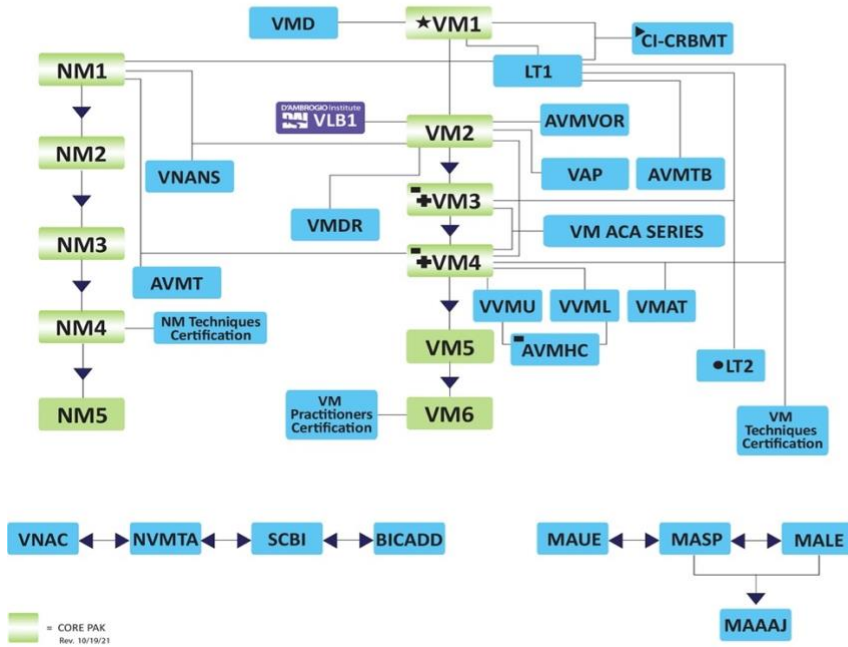 VMD
★VM1
CI-CRBMT
LT1
NM1
D'AMBROGIO Institute
VLB1
VM2
AVMVOR
NM2
VNANS
VAP
AVMTB
VM3
VMDR
VM ACA SERIES
NM3
VM4
AVMT
VVMU
VVML
VMAT
NM4
NM Techniques
Certification
VM5
AVMHC
LT2
NM5
VM
Practitioners
Certification
VM6
VM
Techniques
Certification
VNAC
NVMTA
SCBI
BICADD
MAUE
MASP
MALE
MAAAJ
= CORE PAK
Rev. 10/19/21